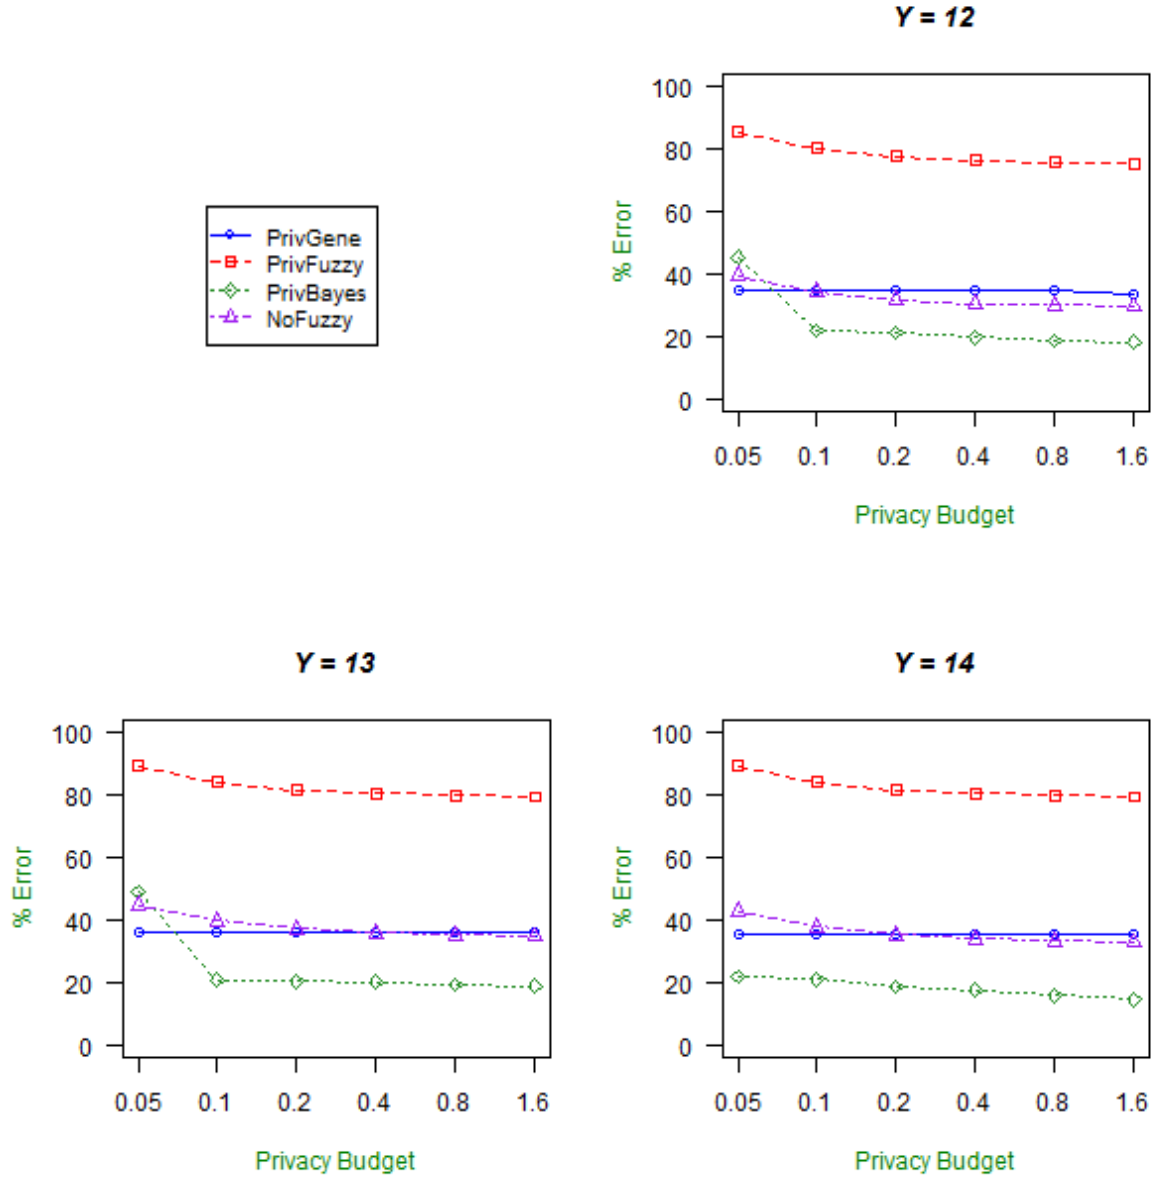 Y = 12
PrivGene
PrivFuzzy
PrivBayes
NoFuzzy
% Error
100
80
60
40
20
0
0.05 0.1 0.2 0.4 0.8 1.6
Privacy Budget
Y = 13
% Error
100
80
60
40
20
0
0.05 0.1 0.2 0.4 0.8 1.6
Privacy Budget
Y = 14
% Error
100
80
60
40
20
0
0.05 0.1 0.2 0.4 0.8 1.6
Privacy Budget